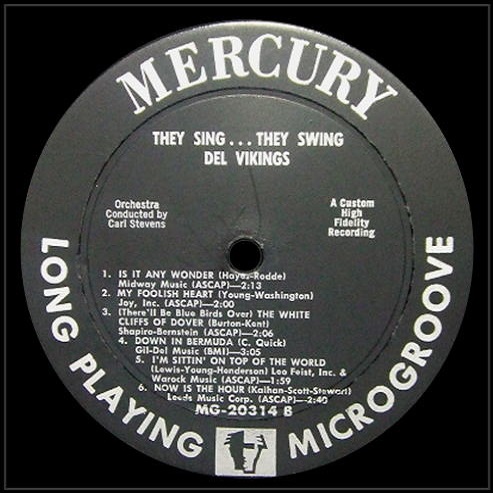 MERCURY
THEY SING...THEY SWING
DEL VIKINGS
Orchestra
Conducted by
Carl Stevens
A Custom
High
Fidelity
Recording
1. IS IT ANY WONDER (Hayes-Rodde)
Midway Music (ASCAP)—2:13
2. MY FOOLISH HEART (Young-Washington)
Joy, Inc. (ASCAP)—2:00
3. (There'll Be Blue Birds Over) THE WHITE
CLIFFS OF DOVER (Burton-Kent)
Shapiro-Bernstein (ASCAP)—2:25
4. DOWN IN BERMUDA (C. Quick)
Gil-Del Music (BMI)—3:05
5. I'M SITTIN' ON TOP OF THE WORLD
(Lewis-Young-Henderson) Leo Feist, Inc. &
Warock Music (ASCAP)—1:59
6. NOW IS THE HOUR (Kaihan-Scott-Stewart)
Leeds Music Corp. (ASCAP)—2:40
MG-20314 B
LONG PLAYING
MICROGROOVE